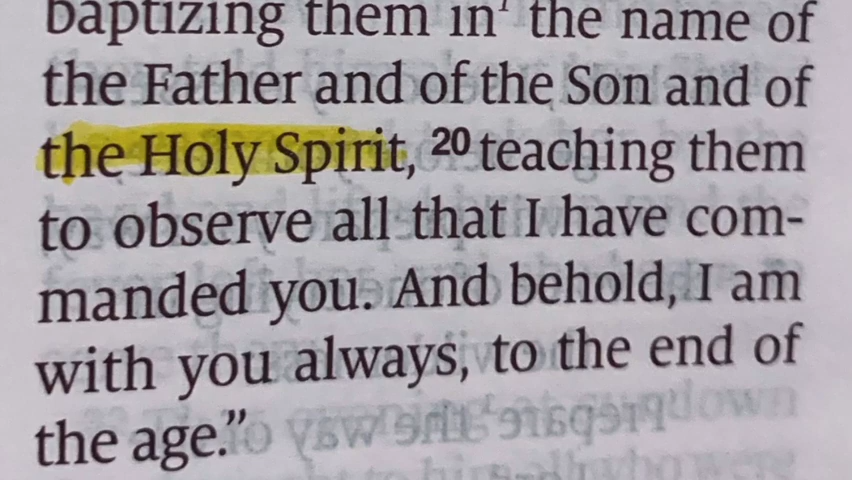 baptizing them in¹ the name of
the Father and of the Son and of
the Holy Spirit, 20 teaching them
to observe all that I have com-
manded you. And behold, I am
with you always, to the end of
the age.”